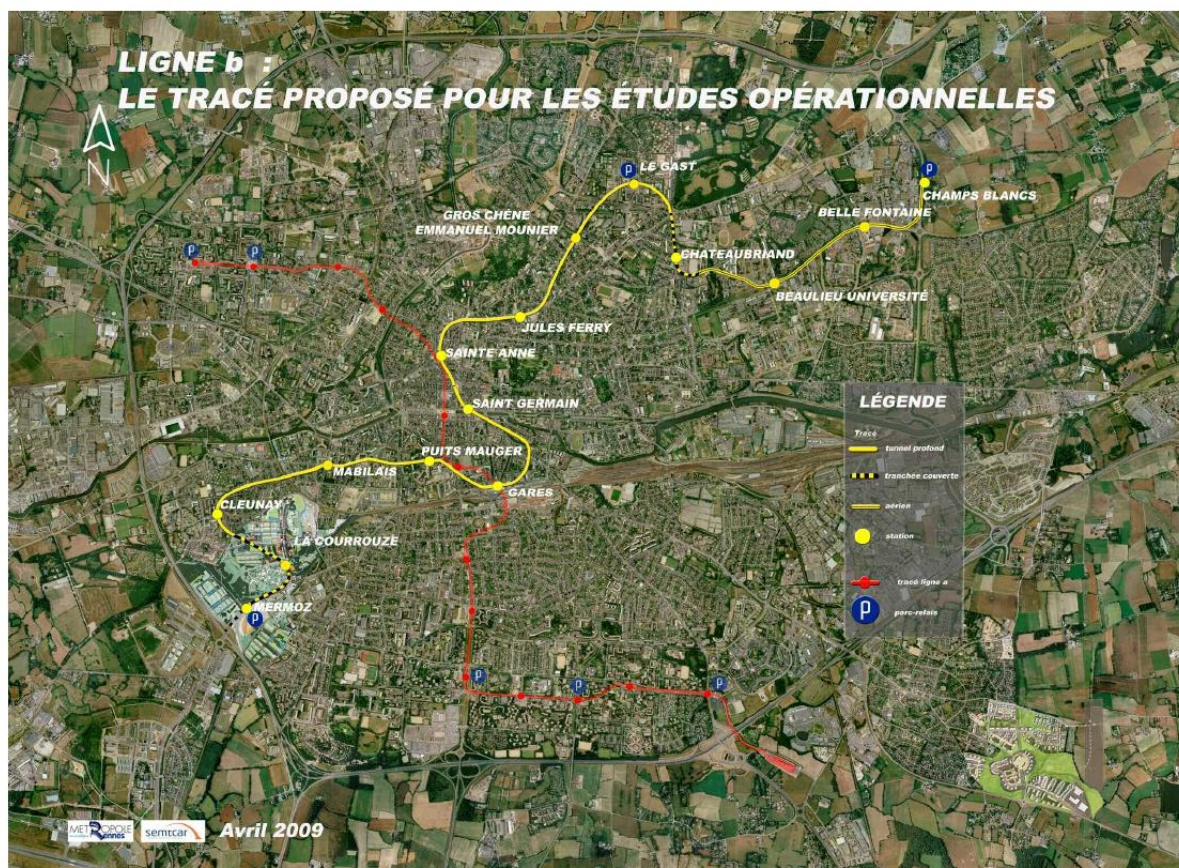 LIGNE b :
LE TRACÉ PROPOSÉ POUR LES ÉTUDES OPÉRATIONNELLES
N
P
LE GAST
P
CHAMPS BLANCS
BELLE FONTAINE
GROS CHÊNE
EMMANUEL MOUNIER
P
P
CHATEAUBRIAND
BEAULIEU UNIVERSITÉ
JULES FERRY
SAINTE ANNE
SAINT GERMAIN
PUITS MAUGER
MABILAIS
GARES
CLEUNAY
LA COURROUZE
MERMOZ
P
P
P
P
LÉGENDE
Tracé
tunnel profond
tranchée couverte
aérien
station
tracé ligne a
P
parc-relais
METROPOLE
Rennes
semtcar
Avril 2009